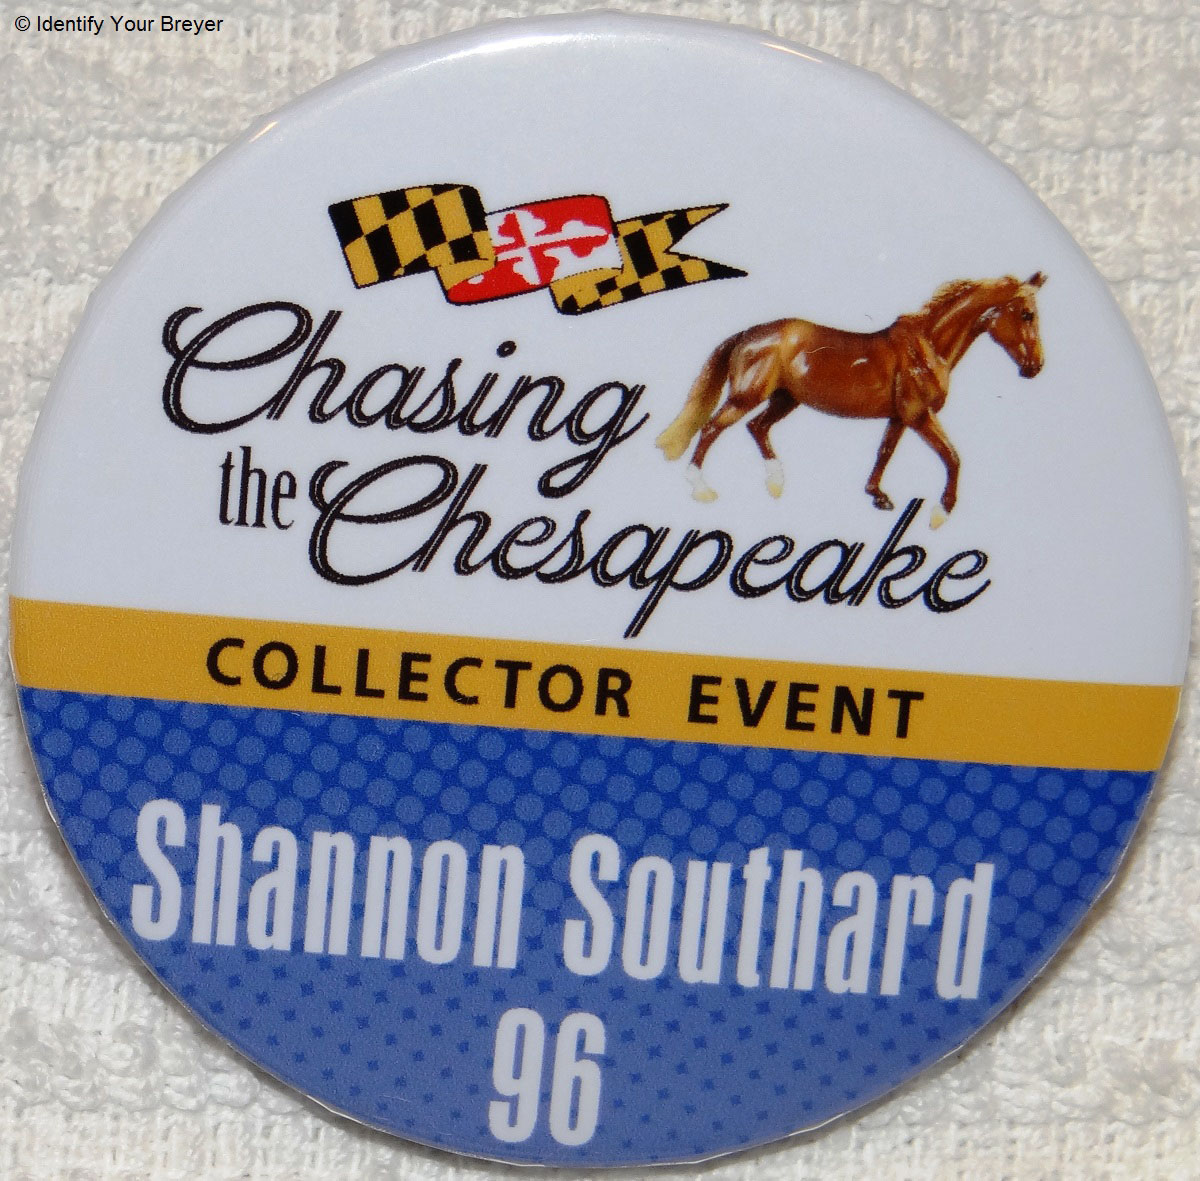 © Identify Your Breyer
Chasing
the Chesapeake
COLLECTOR EVENT
Shannon Southard
96